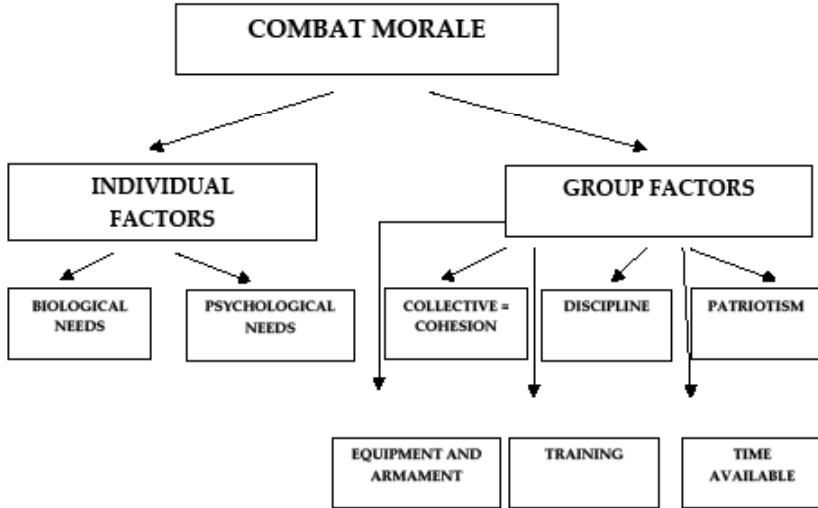 COMBAT MORALE
INDIVIDUAL
FACTORS
GROUP FACTORS
BIOLOGICAL
NEEDS
PSYCHOLOGICAL
NEEDS
COLLECTIVE =
COHESION
DISCIPLINE
PATRIOTISM
EQUIPMENT AND
ARMAMENT
TRAINING
TIME
AVAILABLE